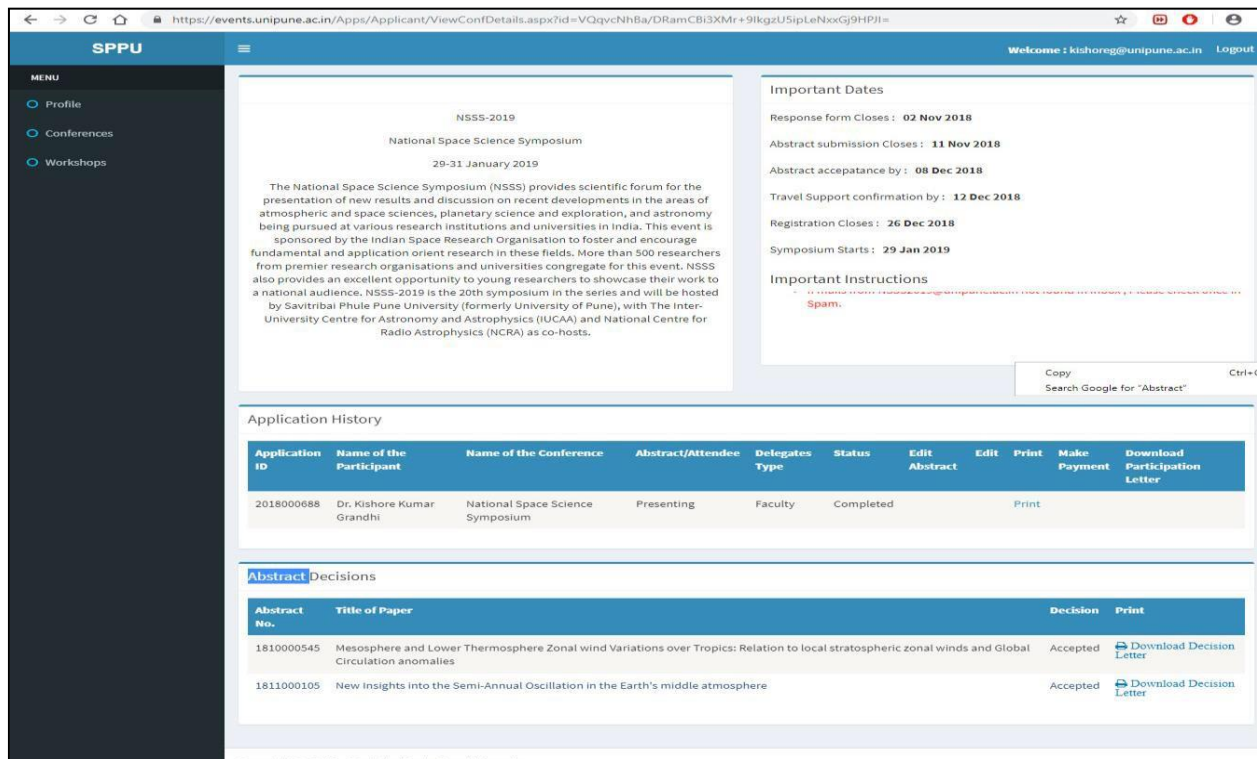 https://events.unipune.ac.in/Apps/Applicant/ViewConfDetails.aspx?id=VQqvcNhBa/DRamCBi3XMr+9IkgzU5ipLeNxxGj9HPJI=
SPPU
Welcome : kishoreg@unipune.ac.in Logout
MENU
Profile
Conferences
Workshops
NSSS-2019
National Space Science Symposium
29-31 January 2019
The National Space Science Symposium (NSSS) provides scientific forum for the
presentation of new results and discussion on recent developments in the areas of
atmospheric and space sciences, planetary science and exploration, and astronomy
being pursued at various research institutions and universities in India. This event is
sponsored by the Indian Space Research Organisation to foster and encourage
fundamental and application orient research in these fields. More than 500 researchers
from premier research organisations and universities congregate for this event. NSSS
also provides an excellent opportunity to young researchers to showcase their work to
a national audience. NSSS-2019 is the 20th symposium in the series and will be hosted
by Savitribai Phule Pune University (formerly University of Pune), with The Inter-
University Centre for Astronomy and Astrophysics (IUCAA) and National Centre for
Radio Astrophysics (NCRA) as co-hosts.
Important Dates
Response form Closes : 02 Nov 2018
Abstract submission Closes : 11 Nov 2018
Abstract accepatance by : 08 Dec 2018
Travel Support confirmation by : 12 Dec 2018
Registration Closes : 26 Dec 2018
Symposium Starts : 29 Jan 2019
Important Instructions
Spam.
Copy Ctrl+C
Search Google for "Abstract"
Application History
Application ID Name of the Participant Name of the Conference Abstract/Attendee Delegates Type Status Edit Abstract Edit Print Make Payment Download Participation Letter
2018000688 Dr. Kishore Kumar Grandhi National Space Science Symposium Presenting Faculty Completed Print
Abstract Decisions
Abstract No. Title of Paper Decision Print
1810000545 Mesosphere and Lower Thermosphere Zonal wind Variations over Tropics: Relation to local stratospheric zonal winds and Global Circulation anomalies Accepted Download Decision Letter
1811000105 New Insights into the Semi-Annual Oscillation in the Earth's middle atmosphere Accepted Download Decision Letter